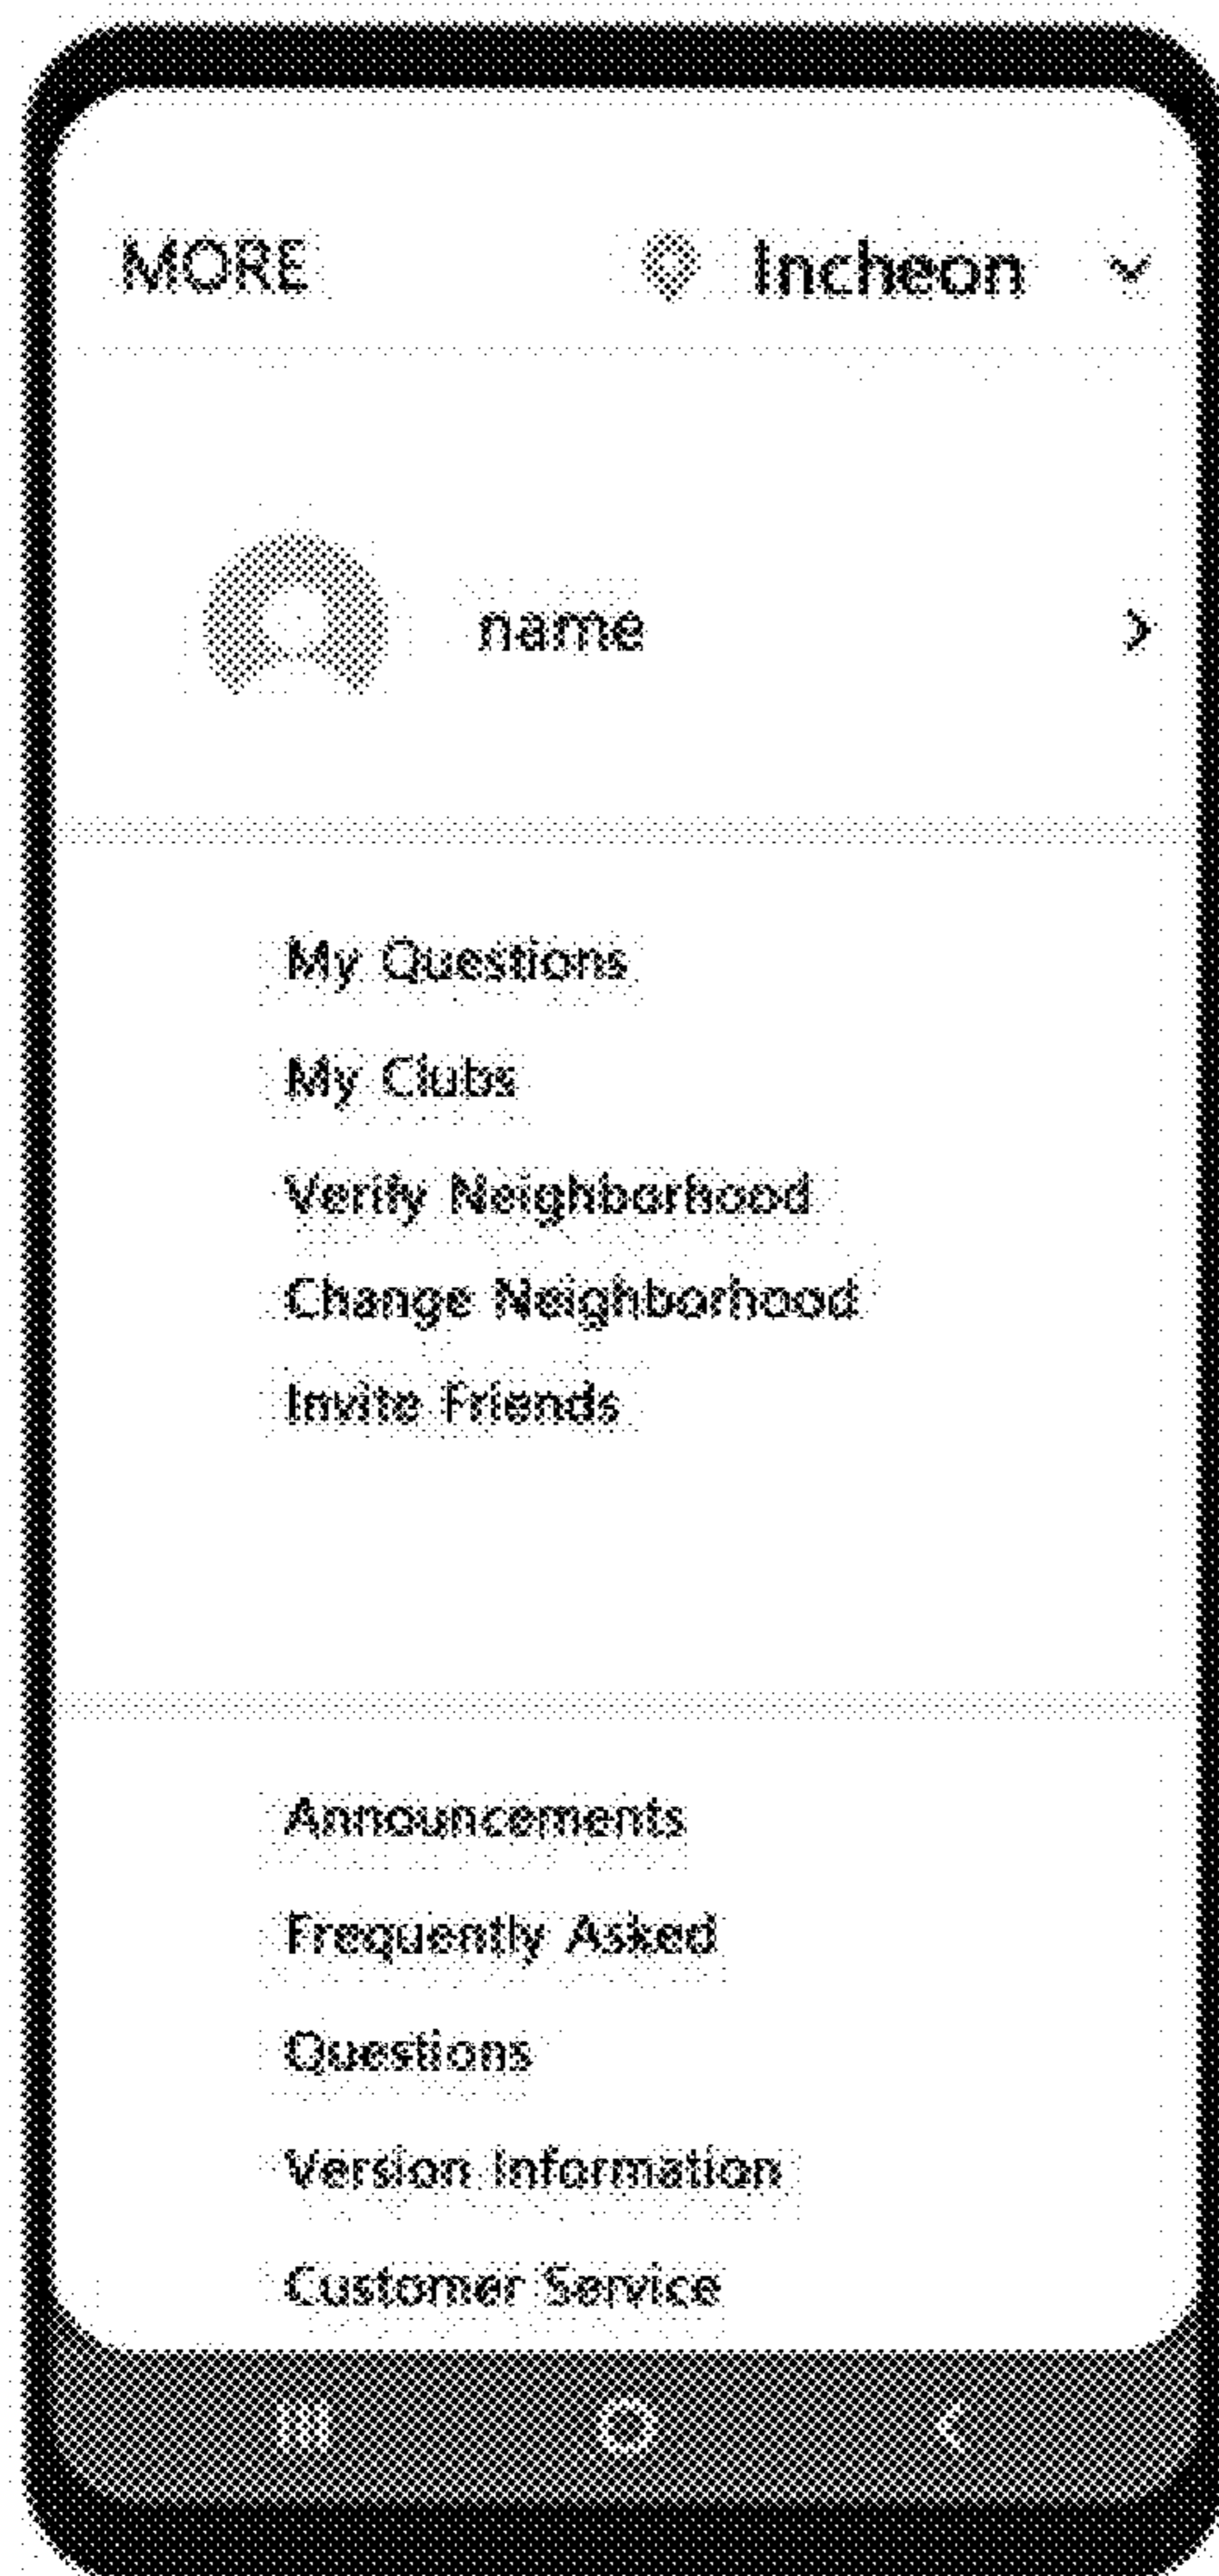 MORE Incheon
name
My Questions
My Clubs
Verify Neighborhood
Change Neighborhood
Invite Friends
Announcements
Frequently Asked
Questions
Version Information
Customer Service